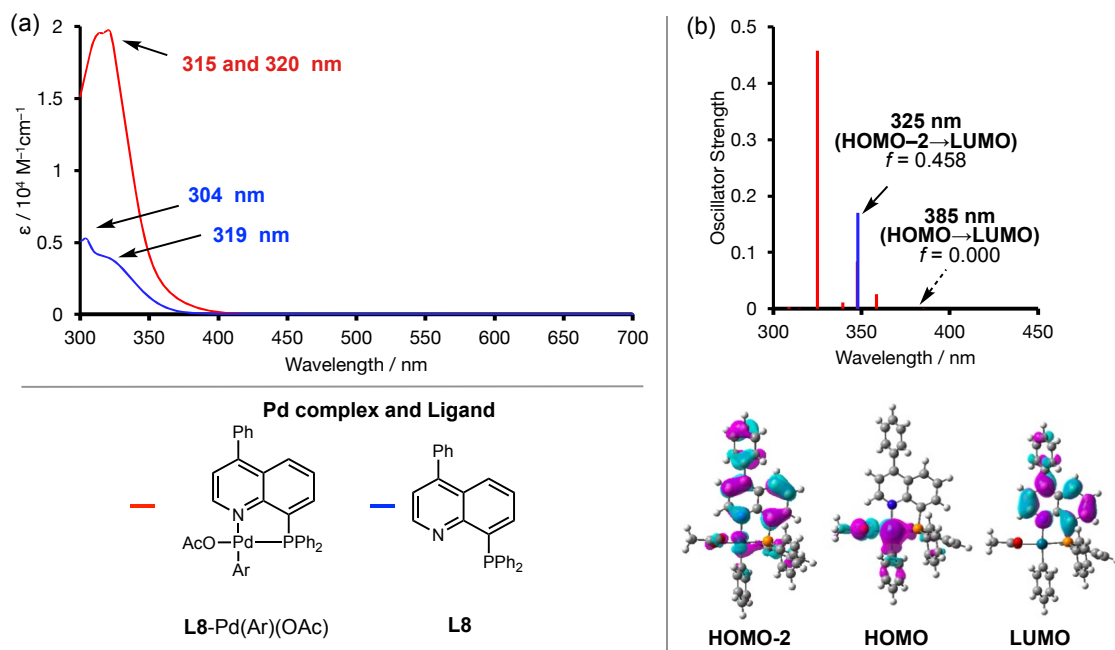 (a)
2
1.5
1
0.5
0
ε / 10⁴ M⁻¹cm⁻¹
315 and 320 nm
304 nm
319 nm
300 350 400 450 500 550 600 650 700
Wavelength / nm
Pd complex and Ligand
Ph
N
AcO Pd PPh₂
Ar
L8-Pd(Ar)(OAc)
Ph
N
PPh₂
L8
(b)
0.5
0.4
0.3
0.2
0.1
0
Oscillator Strength
325 nm
(HOMO–2→LUMO)
f = 0.458
385 nm
(HOMO→LUMO)
f = 0.000
300 350 400 450
Wavelength / nm
HOMO-2 HOMO LUMO